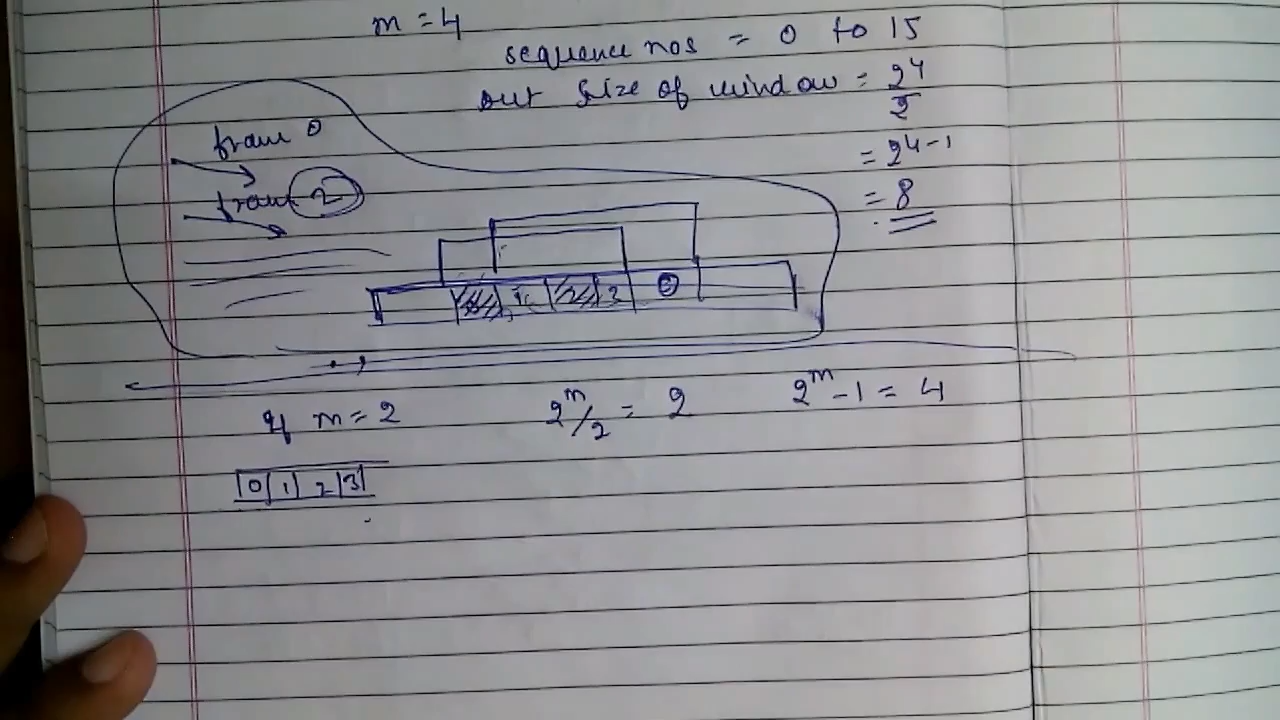 m = 4
sequence nos = 0 to 15
but size of window = 2^4/2
= 2^4-1
= 8
frame 0
frame 2
1 2 3 0
if m = 2 2^m/2 = 2 2^m-1 = 4
0 1 2 3